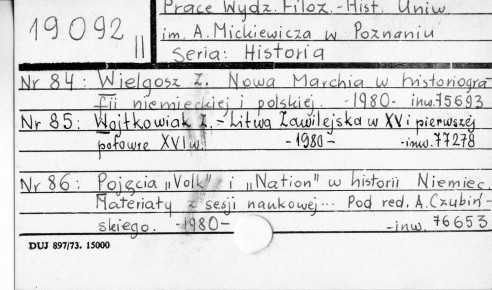 Prace Wydz. Filoz.-Hist. Uniw.
19092 II
im. A. Mickiewicza w Poznaniu
Seria: Historia
Nr 84: Wielgosz Z. Nowa Marchia w historiogra-
fii niemieckiej i polskiej. -1980- inw. 75693
Nr 85: Wojtkowiak Z. - Litwa Zawilejska w XV i pierwszej
połowie XVI w. -1980- -inw. 77278
Nr 86: Pojęcia "Volk" i "Nation" w historii Niemiec.
Materiały z sesji naukowej... Pod red. A. Czubiń-
skiego. -1980- -inw. 76653
DUJ 897/73. 15000